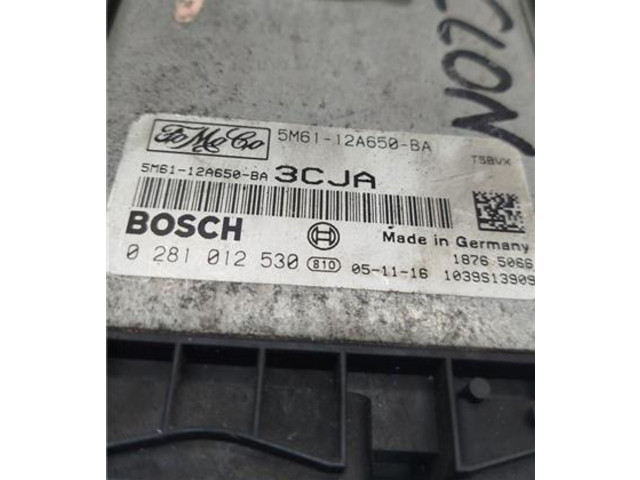 CLON
FoMoCo 5M61-12A650-BA
TSBVX
5M61-12A650-BA 3CJA
BOSCH Made in Germany
1876 5066
0 281 012 530 810 05-11-16 1039S13909